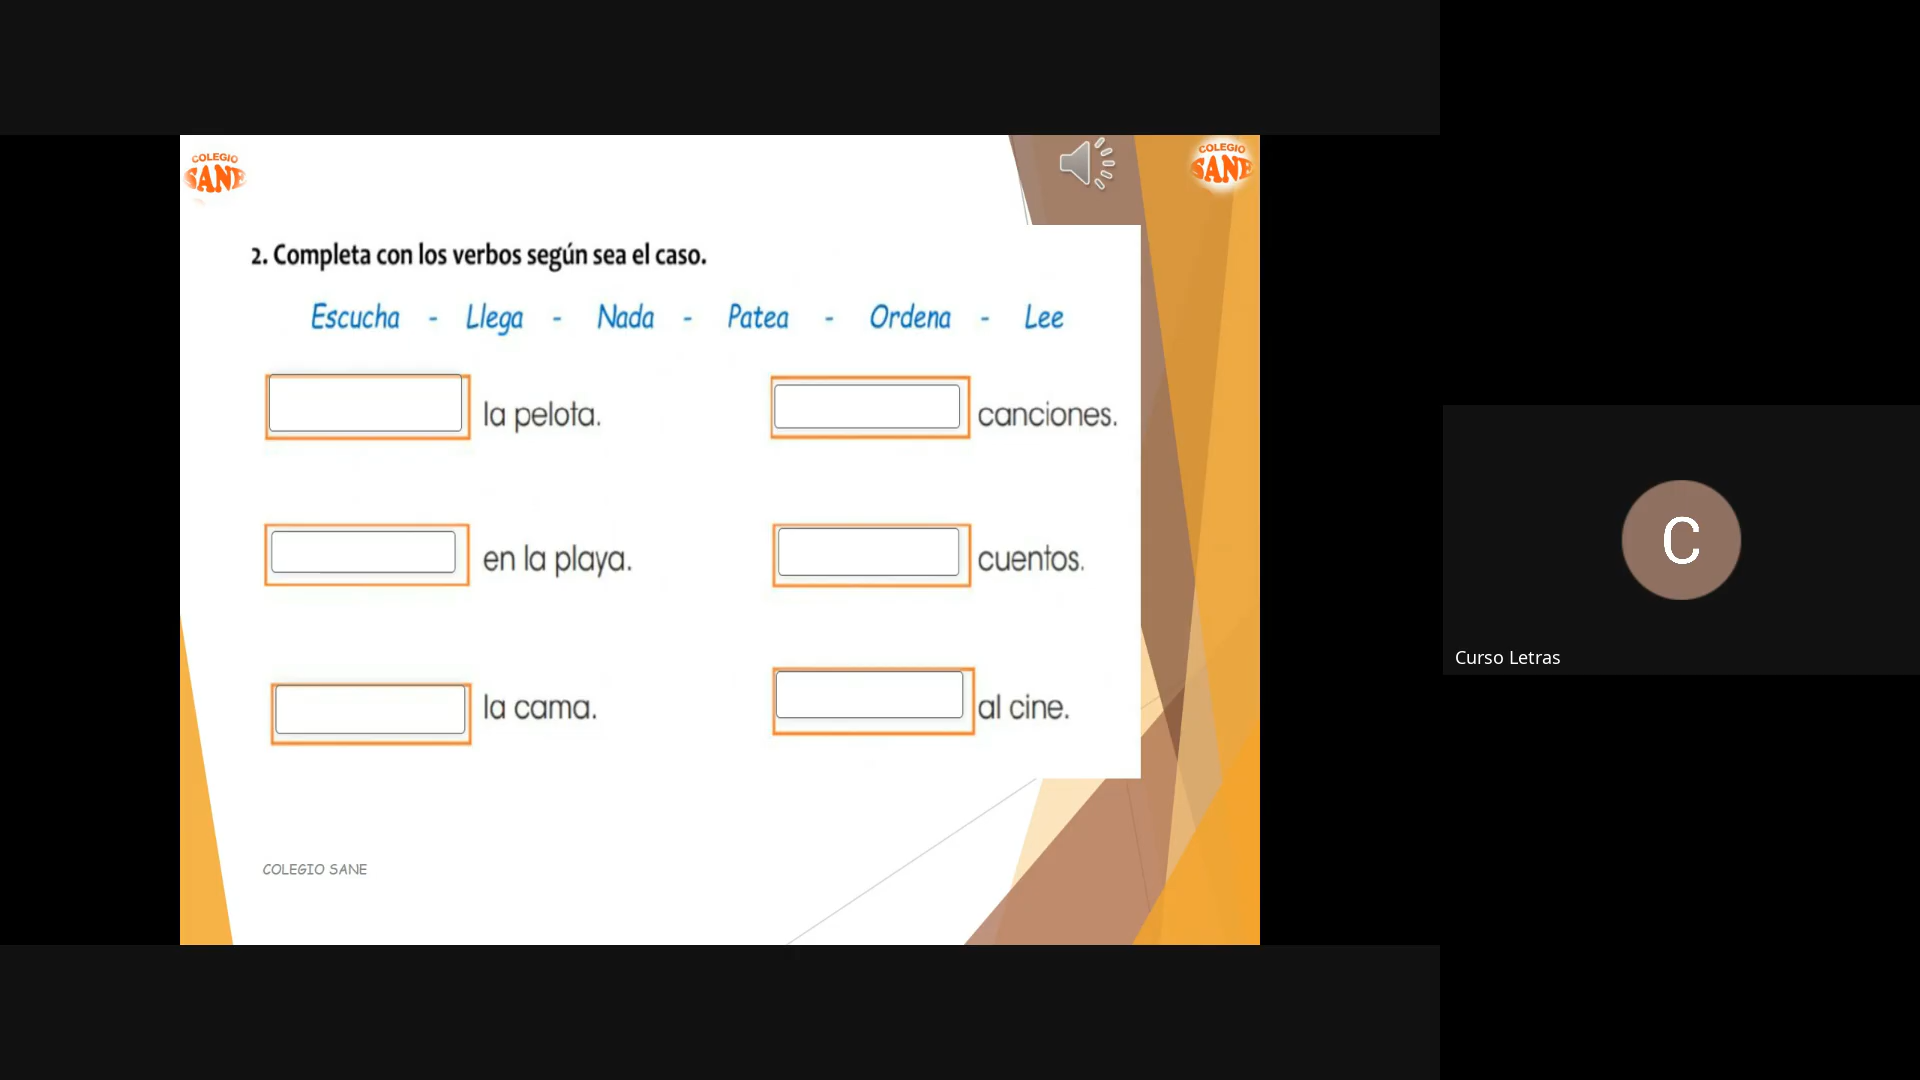 COLEGIO
SANE
COLEGIO
SANE
2. Completa con los verbos según sea el caso.
Escucha - Llega - Nada - Patea - Ordena - Lee
la pelota.
canciones.
en la playa.
cuentos.
la cama.
al cine.
COLEGIO SANE
C
Curso Letras